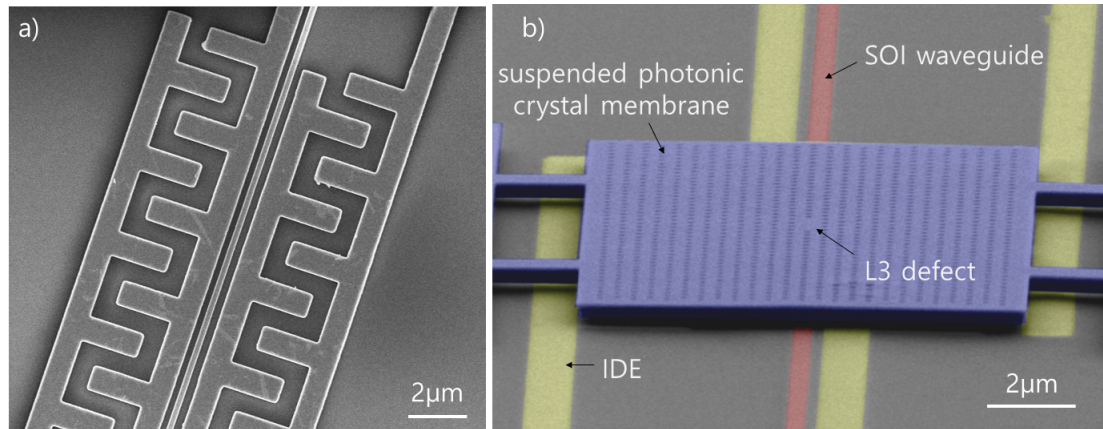 a)
2μm
b)
suspended photonic
crystal membrane
SOI waveguide
L3 defect
IDE
2μm